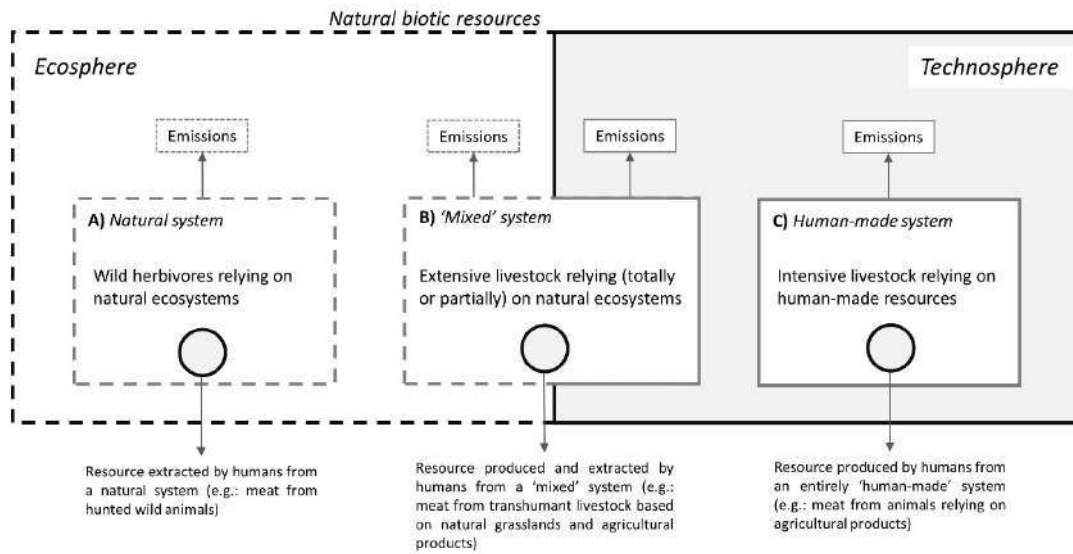 Natural biotic resources
Ecosphere
Technosphere
Emissions
Emissions
Emissions
Emissions
A) Natural system
Wild herbivores relying on
natural ecosystems
B) ‘Mixed’ system
Extensive livestock relying (totally
or partially) on natural ecosystems
C) Human-made system
Intensive livestock relying on
human-made resources
Resource extracted by humans from
a natural system (e.g.: meat from
hunted wild animals)
Resource produced and extracted by
humans from a ‘mixed’ system (e.g.:
meat from transhumant livestock based
on natural grasslands and agricultural
products)
Resource produced by humans from
an entirely ‘human-made’ system
(e.g.: meat from animals relying on
agricultural products)